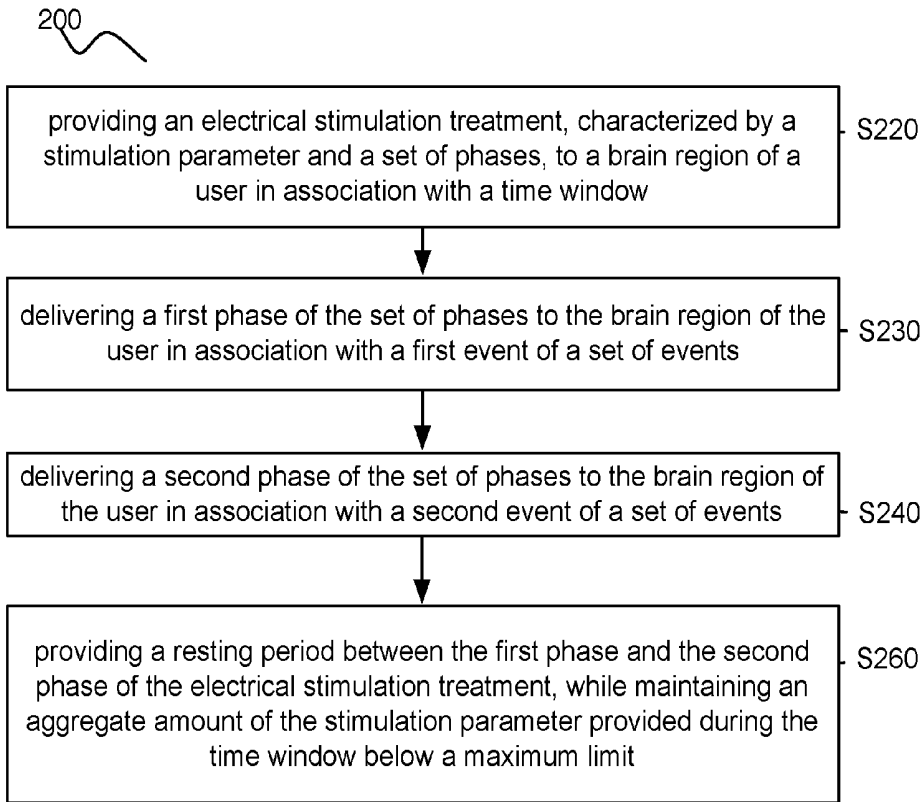 200
providing an electrical stimulation treatment, characterized by a
stimulation parameter and a set of phases, to a brain region of a
user in association with a time window
S220
delivering a first phase of the set of phases to the brain region of the
user in association with a first event of a set of events
S230
delivering a second phase of the set of phases to the brain region of
the user in association with a second event of a set of events
S240
providing a resting period between the first phase and the second
phase of the electrical stimulation treatment, while maintaining an
aggregate amount of the stimulation parameter provided during the
time window below a maximum limit
S260